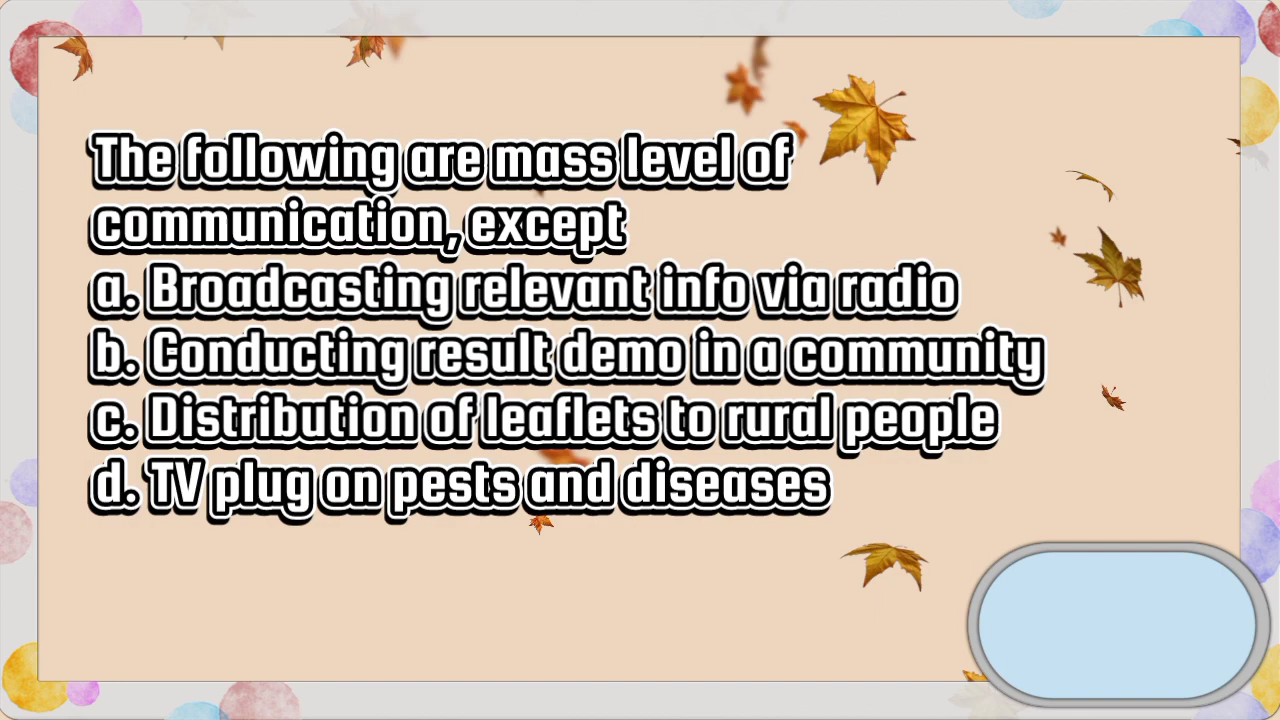 The following are mass level of
communication, except
a. Broadcasting relevant info via radio
b. Conducting result demo in a community
c. Distribution of leaflets to rural people
d. TV plug on pests and diseases